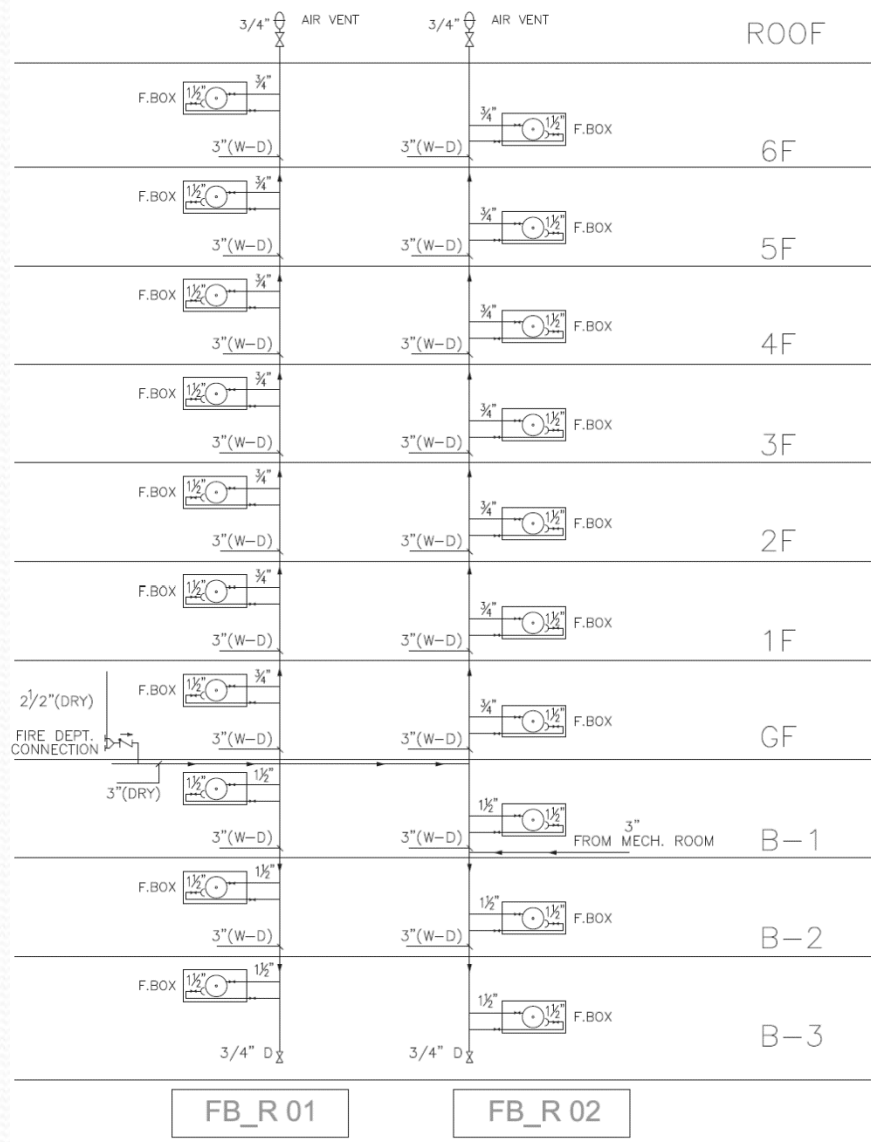 3/4" AIR VENT 3/4" AIR VENT ROOF
F.BOX 1½" ¾"
¾" 1½" F.BOX
3"(W–D) 3"(W–D) 6F
F.BOX 1½" ¾"
¾" 1½" F.BOX
3"(W–D) 3"(W–D) 5F
F.BOX 1½" ¾"
¾" 1½" F.BOX
3"(W–D) 3"(W–D) 4F
F.BOX 1½" ¾"
¾" 1½" F.BOX
3"(W–D) 3"(W–D) 3F
F.BOX 1½" ¾"
¾" 1½" F.BOX
3"(W–D) 3"(W–D) 2F
F.BOX 1½" ¾"
¾" 1½" F.BOX
3"(W–D) 3"(W–D) 1F
F.BOX 1½" ¾"
2½"(DRY)
¾" 1½" F.BOX
FIRE DEPT.
CONNECTION
3"(W–D) 3"(W–D) GF
3"(DRY)
1½" 1½"
1½" 1½"
3"
FROM MECH. ROOM
3"(W–D) 3"(W–D) B–1
F.BOX 1½" 1½"
1½" 1½" F.BOX
3"(W–D) 3"(W–D) B–2
F.BOX 1½" 1½"
1½" 1½" F.BOX
B–3
3/4" D 3/4" D
FB_R 01 FB_R 02